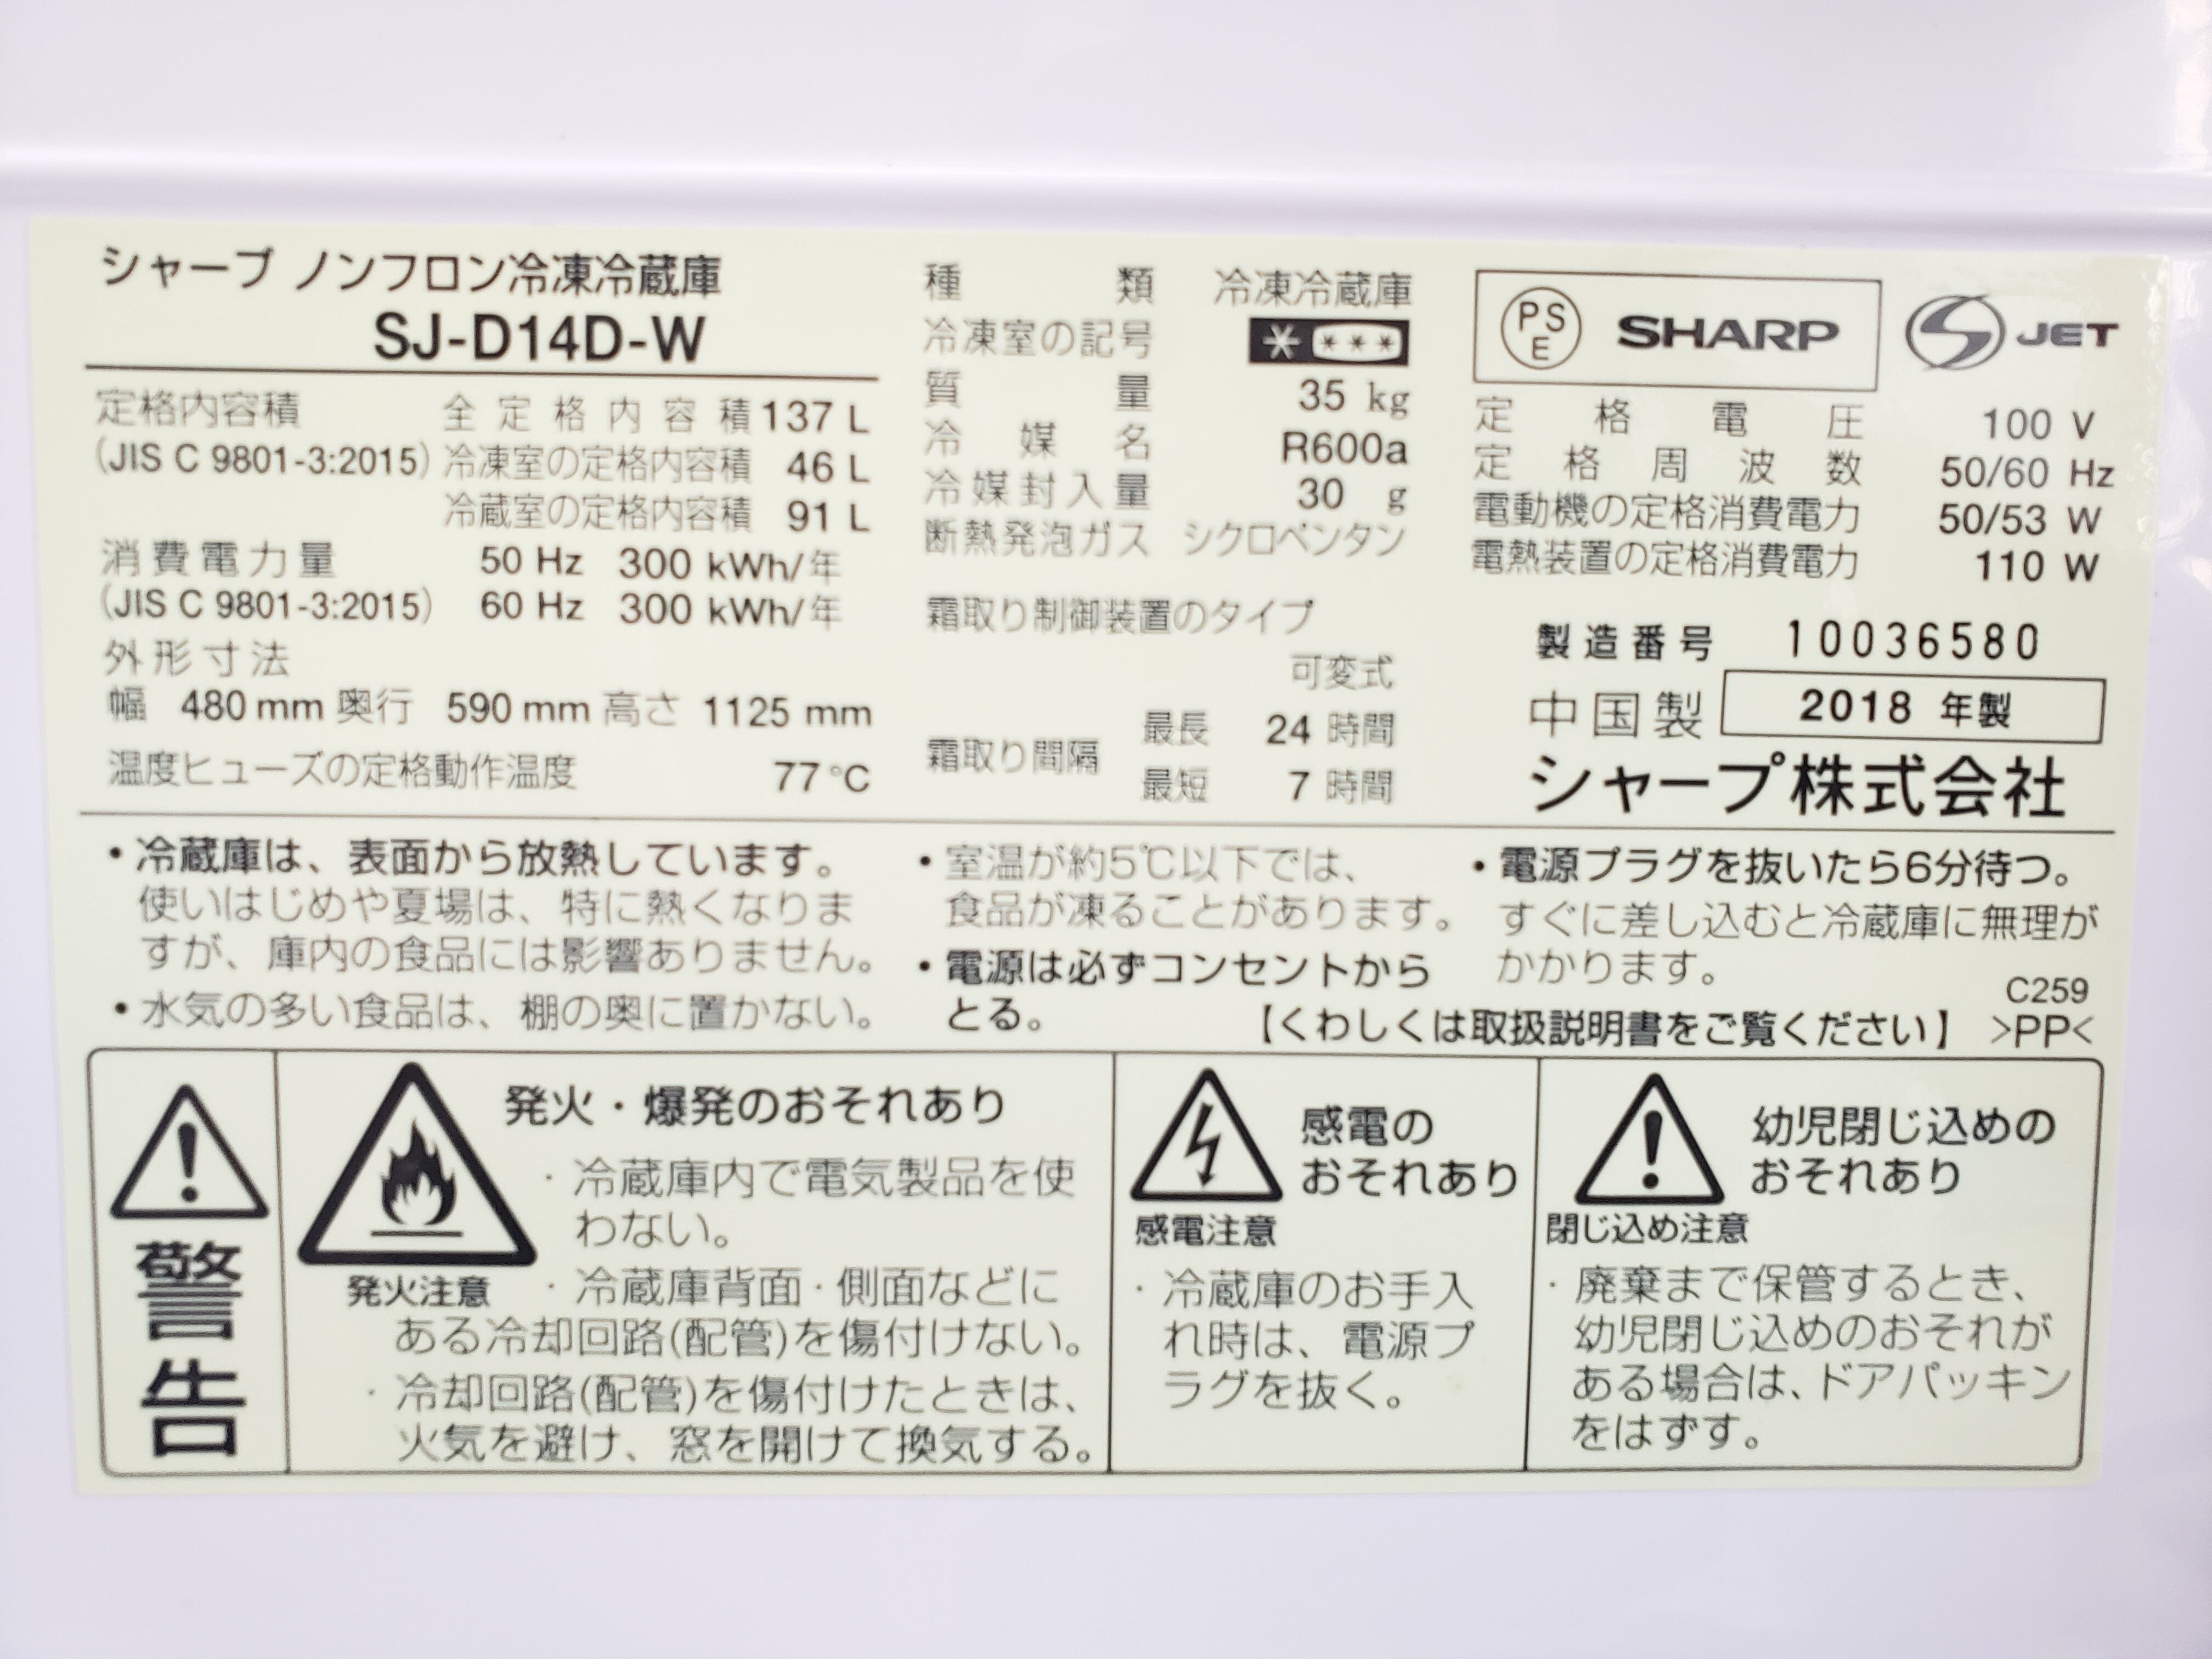 シャープ ノンフロン冷凍冷蔵庫
SJ-D14D-W
定格内容積 全定格内容積 137 L
(JIS C 9801-3:2015) 冷凍室の定格内容積 46 L
冷蔵室の定格内容積 91 L
消費電力量 50 Hz 300 kWh/年
(JIS C 9801-3:2015) 60 Hz 300 kWh/年
外形寸法
幅 480 mm 奥行 590 mm 高さ 1125 mm
温度ヒューズの定格動作温度 77 °C
種類 冷凍冷蔵庫
冷凍室の記号 * ***
質量 35 kg
冷媒名 R600a
冷媒封入量 30 g
断熱発泡ガス シクロペンタン
霜取り制御装置のタイプ
可変式
霜取り間隔 最長 24 時間
最短 7 時間
PSE SHARP S JET
定格電圧 100 V
定格周波数 50/60 Hz
電動機の定格消費電力 50/53 W
電熱装置の定格消費電力 110 W
製造番号 10036580
中国製 2018 年製
シャープ株式会社
・冷蔵庫は、表面から放熱しています。
使いはじめや夏場は、特に熱くなりま
すが、庫内の食品には影響ありません。
・水気の多い食品は、棚の奥に置かない。
・室温が約5℃以下では、
食品が凍ることがあります。
・電源は必ずコンセントから
とる。
・電源プラグを抜いたら6分待つ。
すぐに差し込むと冷蔵庫に無理が
かかります。
C259
【くわしくは取扱説明書をご覧ください】 >PP<
警告
発火注意
発火・爆発のおそれあり
・冷蔵庫内で電気製品を使
わない。
・冷蔵庫背面・側面などに
ある冷却回路(配管)を傷付けない。
・冷却回路(配管)を傷付けたときは、
火気を避け、窓を開けて換気する。
感電の
おそれあり
感電注意
・冷蔵庫のお手入
れ時は、電源プ
ラグを抜く。
幼児閉じ込めの
おそれあり
閉じ込め注意
・廃棄まで保管するとき、
幼児閉じ込めのおそれが
ある場合は、ドアパッキン
をはずす。